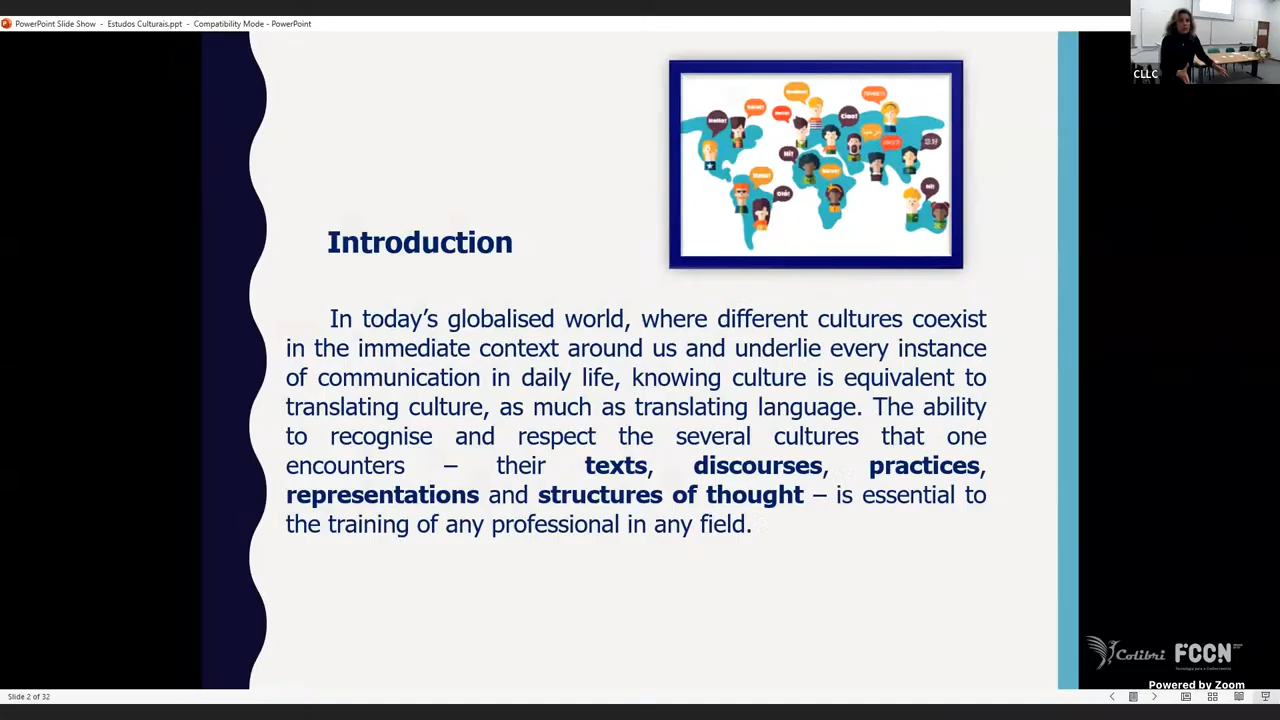 PowerPoint Slide Show - Estudos Culturais.ppt - Compatibility Mode - PowerPoint
CLLC
Ciao!
Hi!
Olá!
Hi!
Introduction
In today’s globalised world, where different cultures coexist
in the immediate context around us and underlie every instance
of communication in daily life, knowing culture is equivalent to
translating culture, as much as translating language. The ability
to recognise and respect the several cultures that one
encounters – their texts, discourses, practices,
representations and structures of thought – is essential to
the training of any professional in any field.
Colibri FCCN
Powered by Zoom
Slide 2 of 32